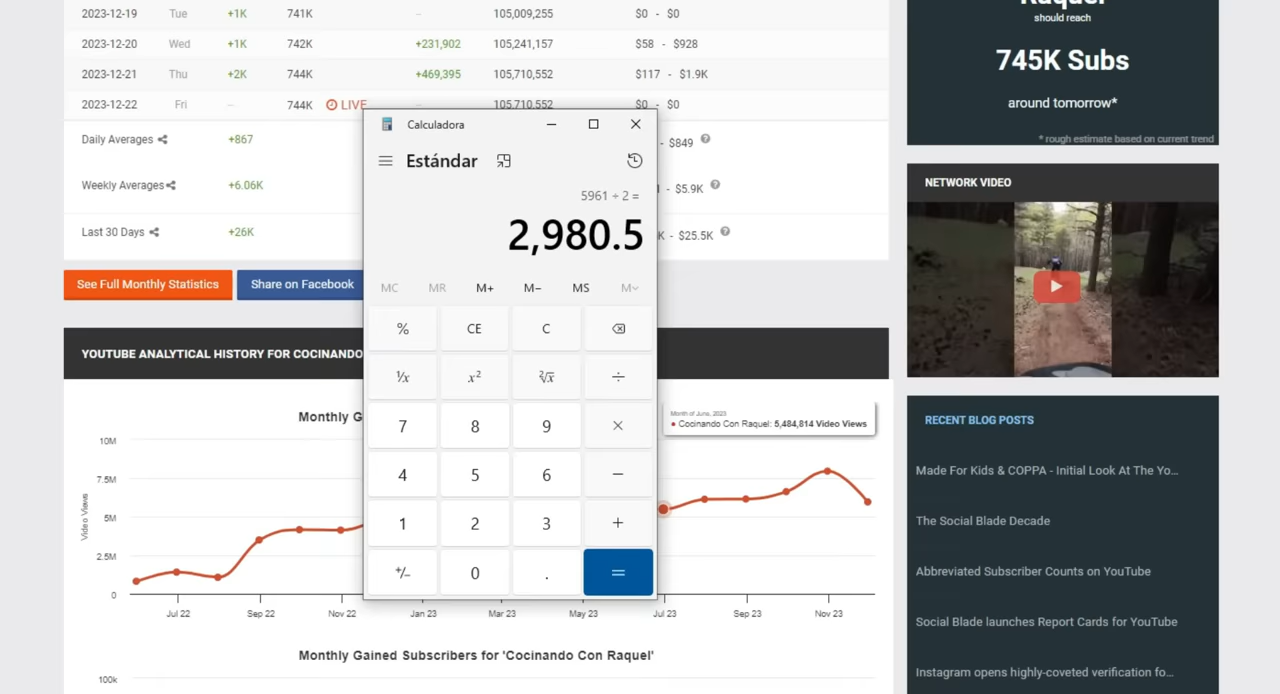 2023-12-19 Tue +1K 741K -- 105,009,255 $0 - $0
2023-12-20 Wed +1K 742K +231,902 105,241,157 $58 - $928
2023-12-21 Thu +2K 744K +469,395 105,710,552 $117 - $1.9K
2023-12-22 Fri -- 744K LIVE -- 105,710,552 $0 - $0
Daily Averages +867 - $849
Weekly Averages +6.06K - $5.9K
Last 30 Days +26K K - $25.5K
See Full Monthly Statistics Share on Facebook
YOUTUBE ANALYTICAL HISTORY FOR COCINANDO
Monthly G
Month of June, 2023
Cocinando Con Raquel: 5,484,814 Video Views
10M
7.5M
5M
2.5M
0
Video Views
Jul 22 Sep 22 Nov 22 Jan 23 Mar 23 May 23 Jul 23 Sep 23 Nov 23
Monthly Gained Subscribers for 'Cocinando Con Raquel'
100k
Calculadora
Estándar
5961 ÷ 2 =
2,980.5
MC MR M+ M− MS M
% CE C
¹/x x² ²√x ÷
7 8 9 ×
4 5 6 −
1 2 3 +
+/− 0 . =
Raquel
should reach
745K Subs
around tomorrow*
* rough estimate based on current trend
NETWORK VIDEO
RECENT BLOG POSTS
Made For Kids & COPPA - Initial Look At The Yo...
The Social Blade Decade
Abbreviated Subscriber Counts on YouTube
Social Blade launches Report Cards for YouTube
Instagram opens highly-coveted verification fo...